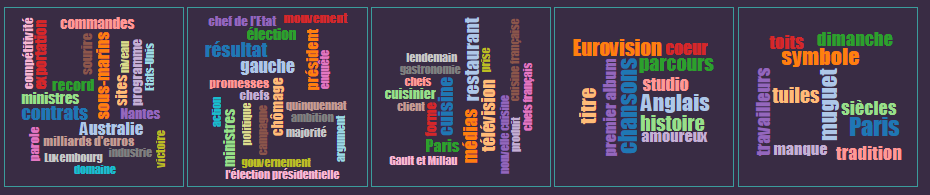 compétitivité
exportation
commandes
sourire
sous-marins
sites
niveau
programme
Etats-Unis
record
ministres
contrats
Nantes
Australie
parole
milliards d'euros
Luxembourg
industrie
victoire
domaine
chef de l'Etat
mouvement
élection
résultat
président
enquête
gauche
promesses
chefs
chômage
action
ministres
politique
campagne
quinquennat
ambition
majorité
argument
gouvernement
l'élection présidentielle
lendemain
gastronomie
restaurant
prise
cuisine française
chefs
cuisinier
client
forme
cuisine
médias
télévision
nouvelle cuisine
produit
chefs français
Paris
Gault et Millau
Eurovision
coeur
parcours
titre
premier album
chansons
studio
Anglais
histoire
amoureux
toits
dimanche
symbole
travailleurs
tuiles
muguet
siècles
Paris
manque
tradition